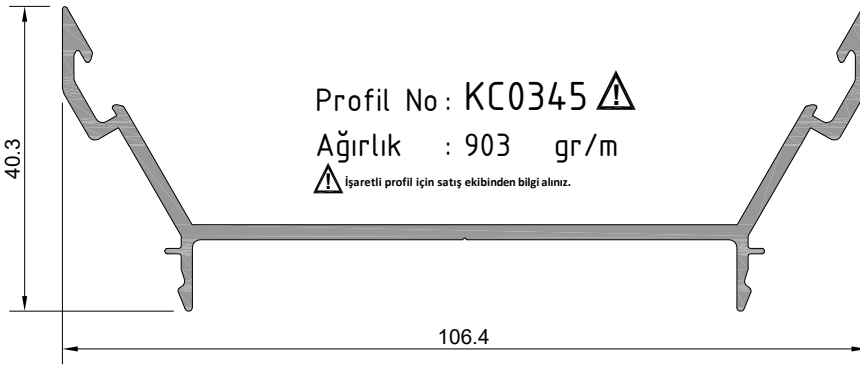 Profil No : KC0345
Ağırlık : 903 gr/m
İşaretli profil için satış ekibinden bilgi alınız.
40.3
106.4